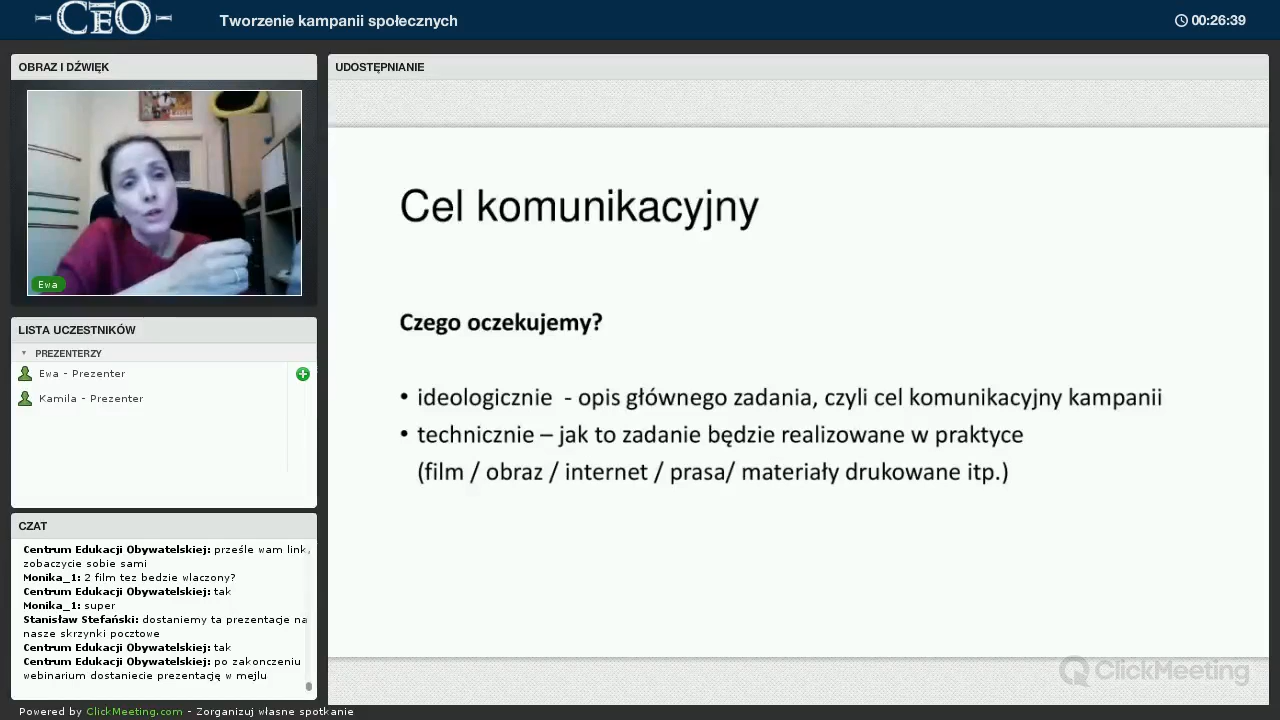 CEO
Tworzenie kampanii społecznych
00:26:39
OBRAZ I DŹWIĘK
Ewa
LISTA UCZESTNIKÓW
PREZENTERZY
Ewa - Prezenter
Kamila - Prezenter
CZAT
Centrum Edukacji Obywatelskiej: prześle wam link,
zobaczycie sobie sami
Monika_1: 2 film tez bedzie wlaczony?
Centrum Edukacji Obywatelskiej: tak
Monika_1: super
Stanisław Stefański: dostaniemy ta prezentacje na
nasze skrzynki pocztowe
Centrum Edukacji Obywatelskiej: tak
Centrum Edukacji Obywatelskiej: po zakonczeniu
webinarium dostaniecie prezentację w mejlu
UDOSTĘPNIANIE
Cel komunikacyjny
Czego oczekujemy?
• ideologicznie - opis głównego zadania, czyli cel komunikacyjny kampanii
• technicznie – jak to zadanie będzie realizowane w praktyce
(film / obraz / internet / prasa/ materiały drukowane itp.)
ClickMeeting
Powered by ClickMeeting.com - Zorganizuj własne spotkanie